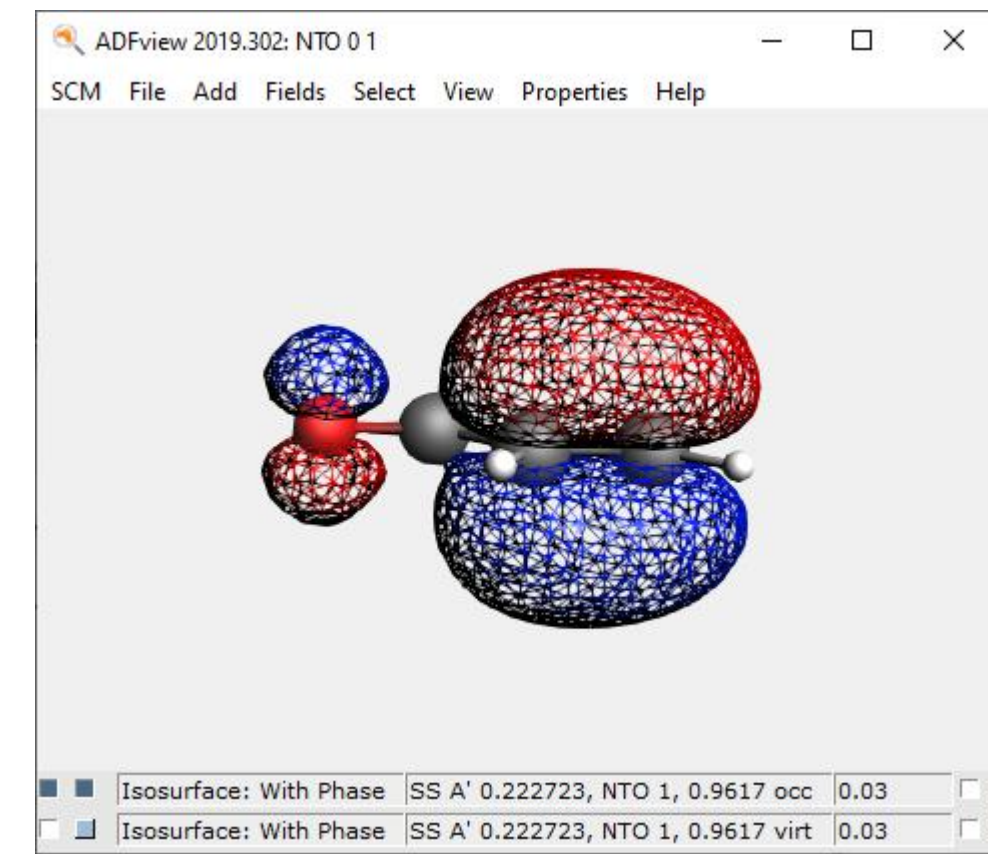 ADFview 2019.302: NTO 0 1
SCM File Add Fields Select View Properties Help
Isosurface: With Phase SS A' 0.222723, NTO 1, 0.9617 occ 0.03
Isosurface: With Phase SS A' 0.222723, NTO 1, 0.9617 virt 0.03